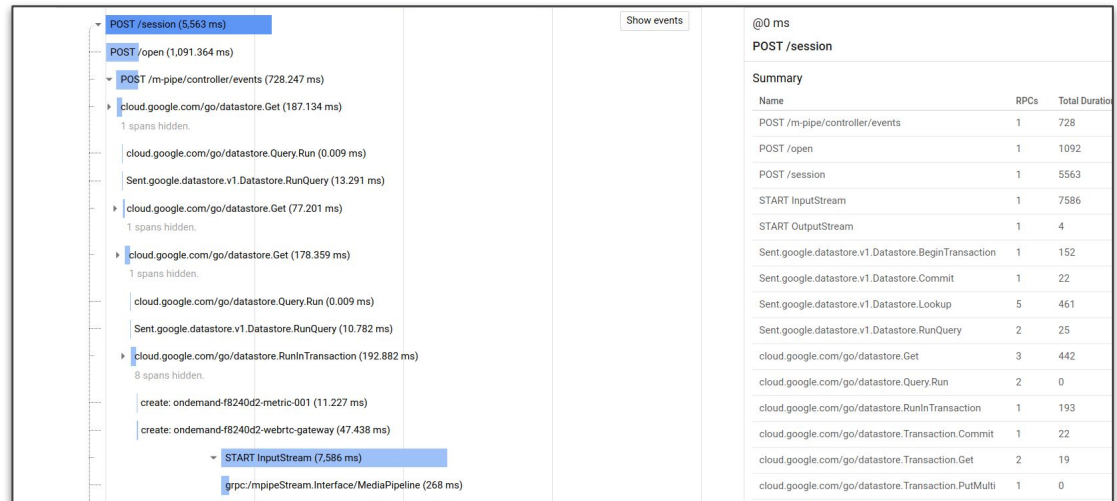 POST /session (5,563 ms)
Show events
POST /open (1,091.364 ms)
POST /m-pipe/controller/events (728.247 ms)
cloud.google.com/go/datastore.Get (187.134 ms)
1 spans hidden.
cloud.google.com/go/datastore.Query.Run (0.009 ms)
Sent.google.datastore.v1.Datastore.RunQuery (13.291 ms)
cloud.google.com/go/datastore.Get (77.201 ms)
1 spans hidden.
cloud.google.com/go/datastore.Get (178.359 ms)
1 spans hidden.
cloud.google.com/go/datastore.Query.Run (0.009 ms)
Sent.google.datastore.v1.Datastore.RunQuery (10.782 ms)
cloud.google.com/go/datastore.RunInTransaction (192.882 ms)
8 spans hidden.
create: ondemand-f8240d2-metric-001 (11.227 ms)
create: ondemand-f8240d2-webrtc-gateway (47.438 ms)
START InputStream (7,586 ms)
grpc:/mpipeStream.Interface/MediaPipeline (268 ms)
@0 ms
POST /session
Summary
Name RPCs Total Duration
POST /m-pipe/controller/events 1 728
POST /open 1 1092
POST /session 1 5563
START InputStream 1 7586
START OutputStream 1 4
Sent.google.datastore.v1.Datastore.BeginTransaction 1 152
Sent.google.datastore.v1.Datastore.Commit 1 22
Sent.google.datastore.v1.Datastore.Lookup 5 461
Sent.google.datastore.v1.Datastore.RunQuery 2 25
cloud.google.com/go/datastore.Get 3 442
cloud.google.com/go/datastore.Query.Run 2 0
cloud.google.com/go/datastore.RunInTransaction 1 193
cloud.google.com/go/datastore.Transaction.Commit 1 22
cloud.google.com/go/datastore.Transaction.Get 2 19
cloud.google.com/go/datastore.Transaction.PutMulti 1 0